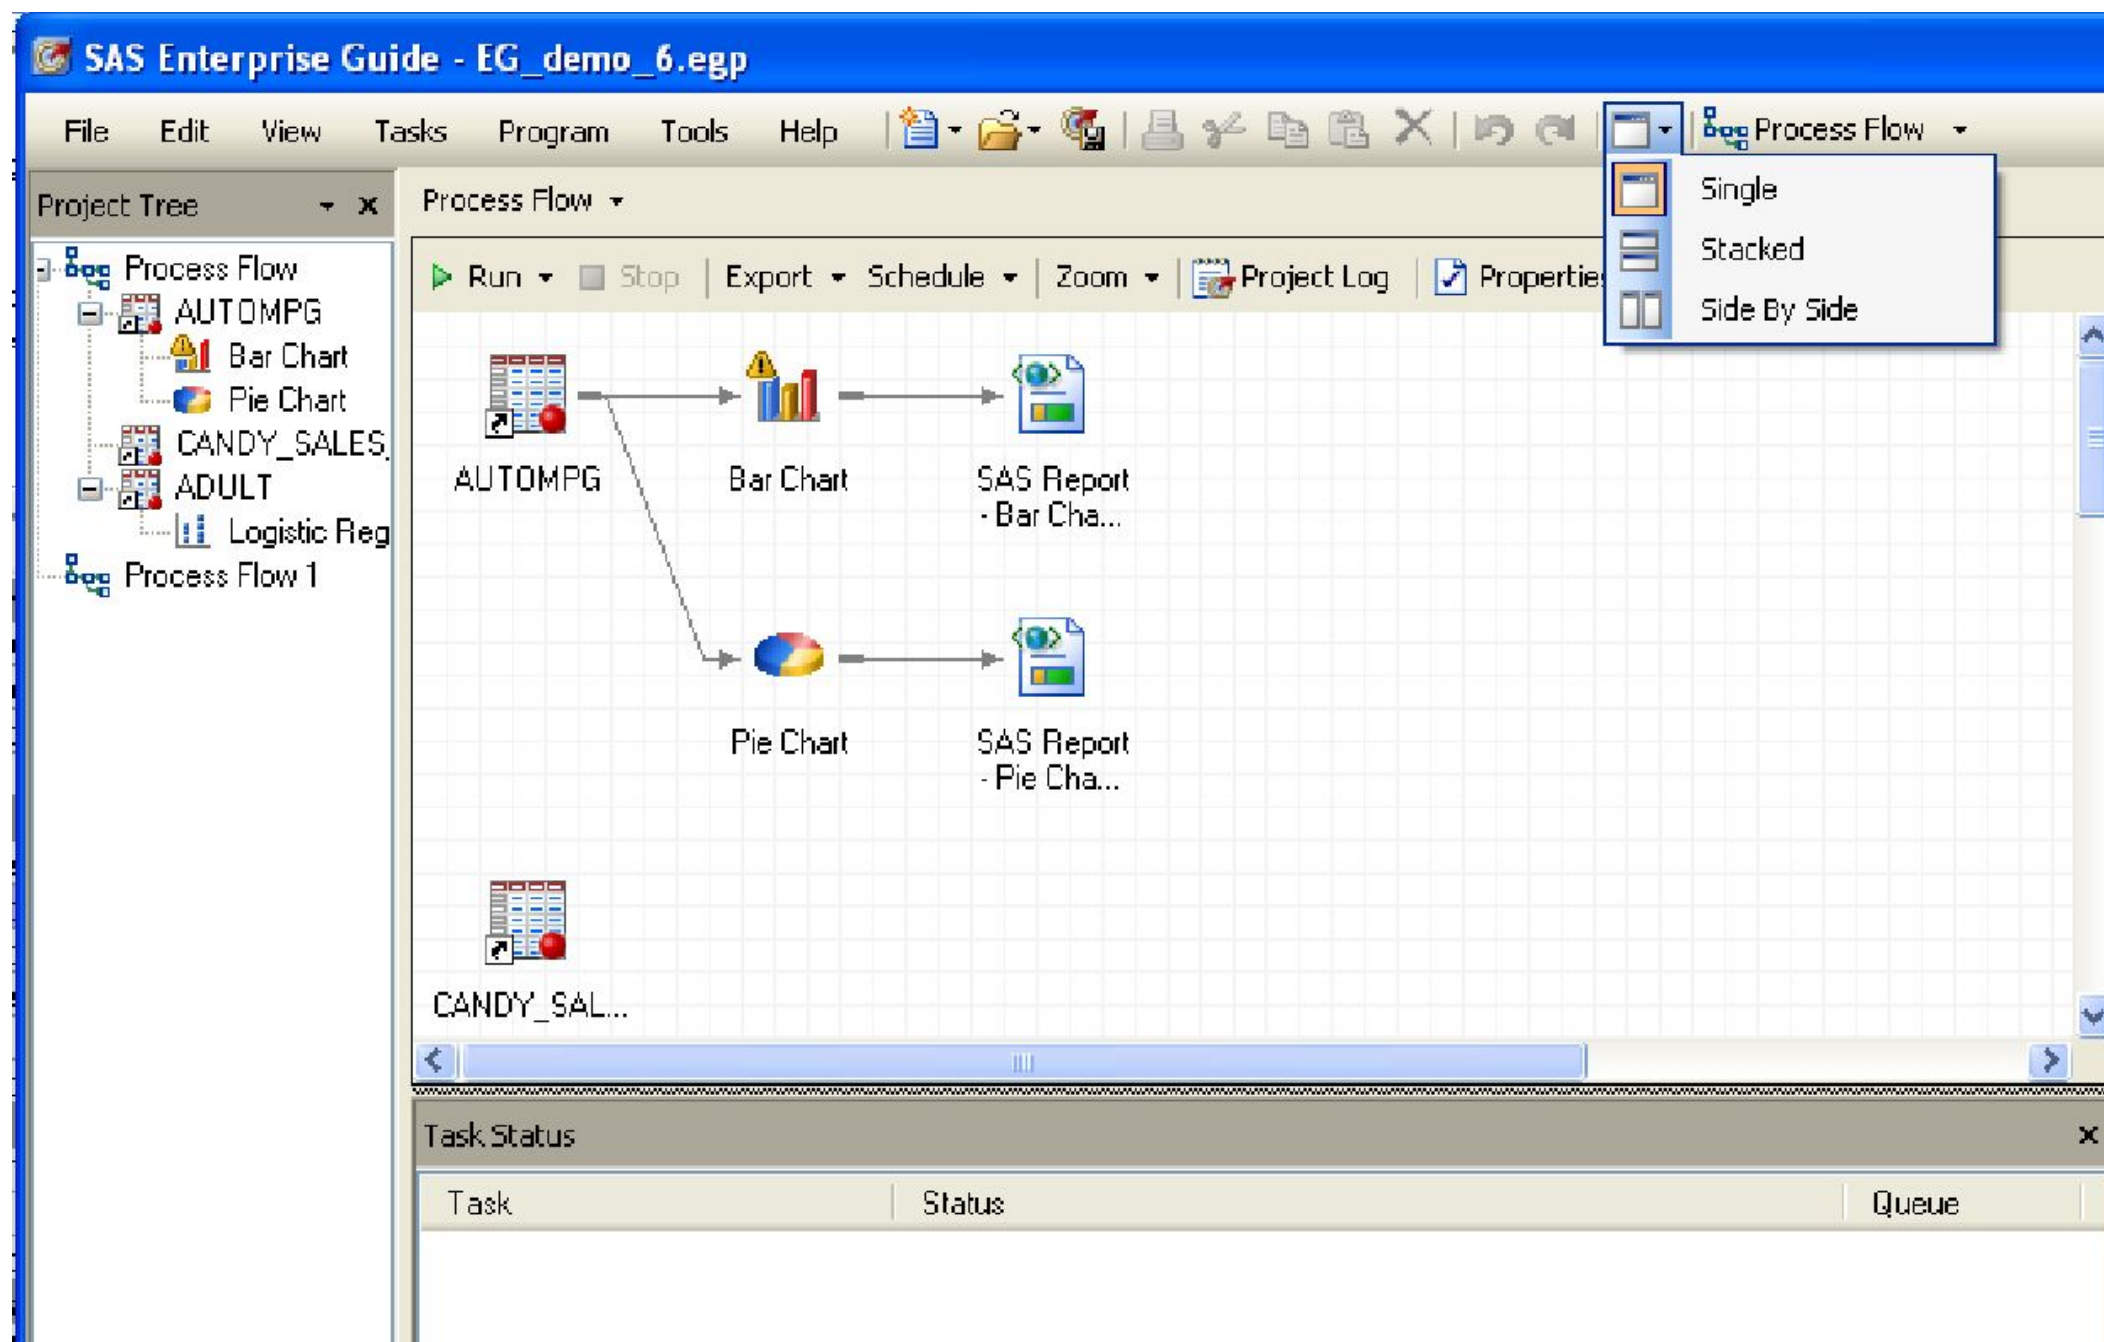 SAS Enterprise Guide - EG_demo_6.egp
File Edit View Tasks Program Tools Help Process Flow
Single
Stacked
Side By Side
Project Tree
Process Flow
AUTOMPG
Bar Chart
Pie Chart
CANDY_SALES_
ADULT
Logistic Reg
Process Flow 1
Process Flow
Run Stop Export Schedule Zoom Project Log Propertie
AUTOMPG
Bar Chart
SAS Report
- Bar Cha...
Pie Chart
SAS Report
- Pie Cha...
CANDY_SAL...
Task Status
Task Status Queue